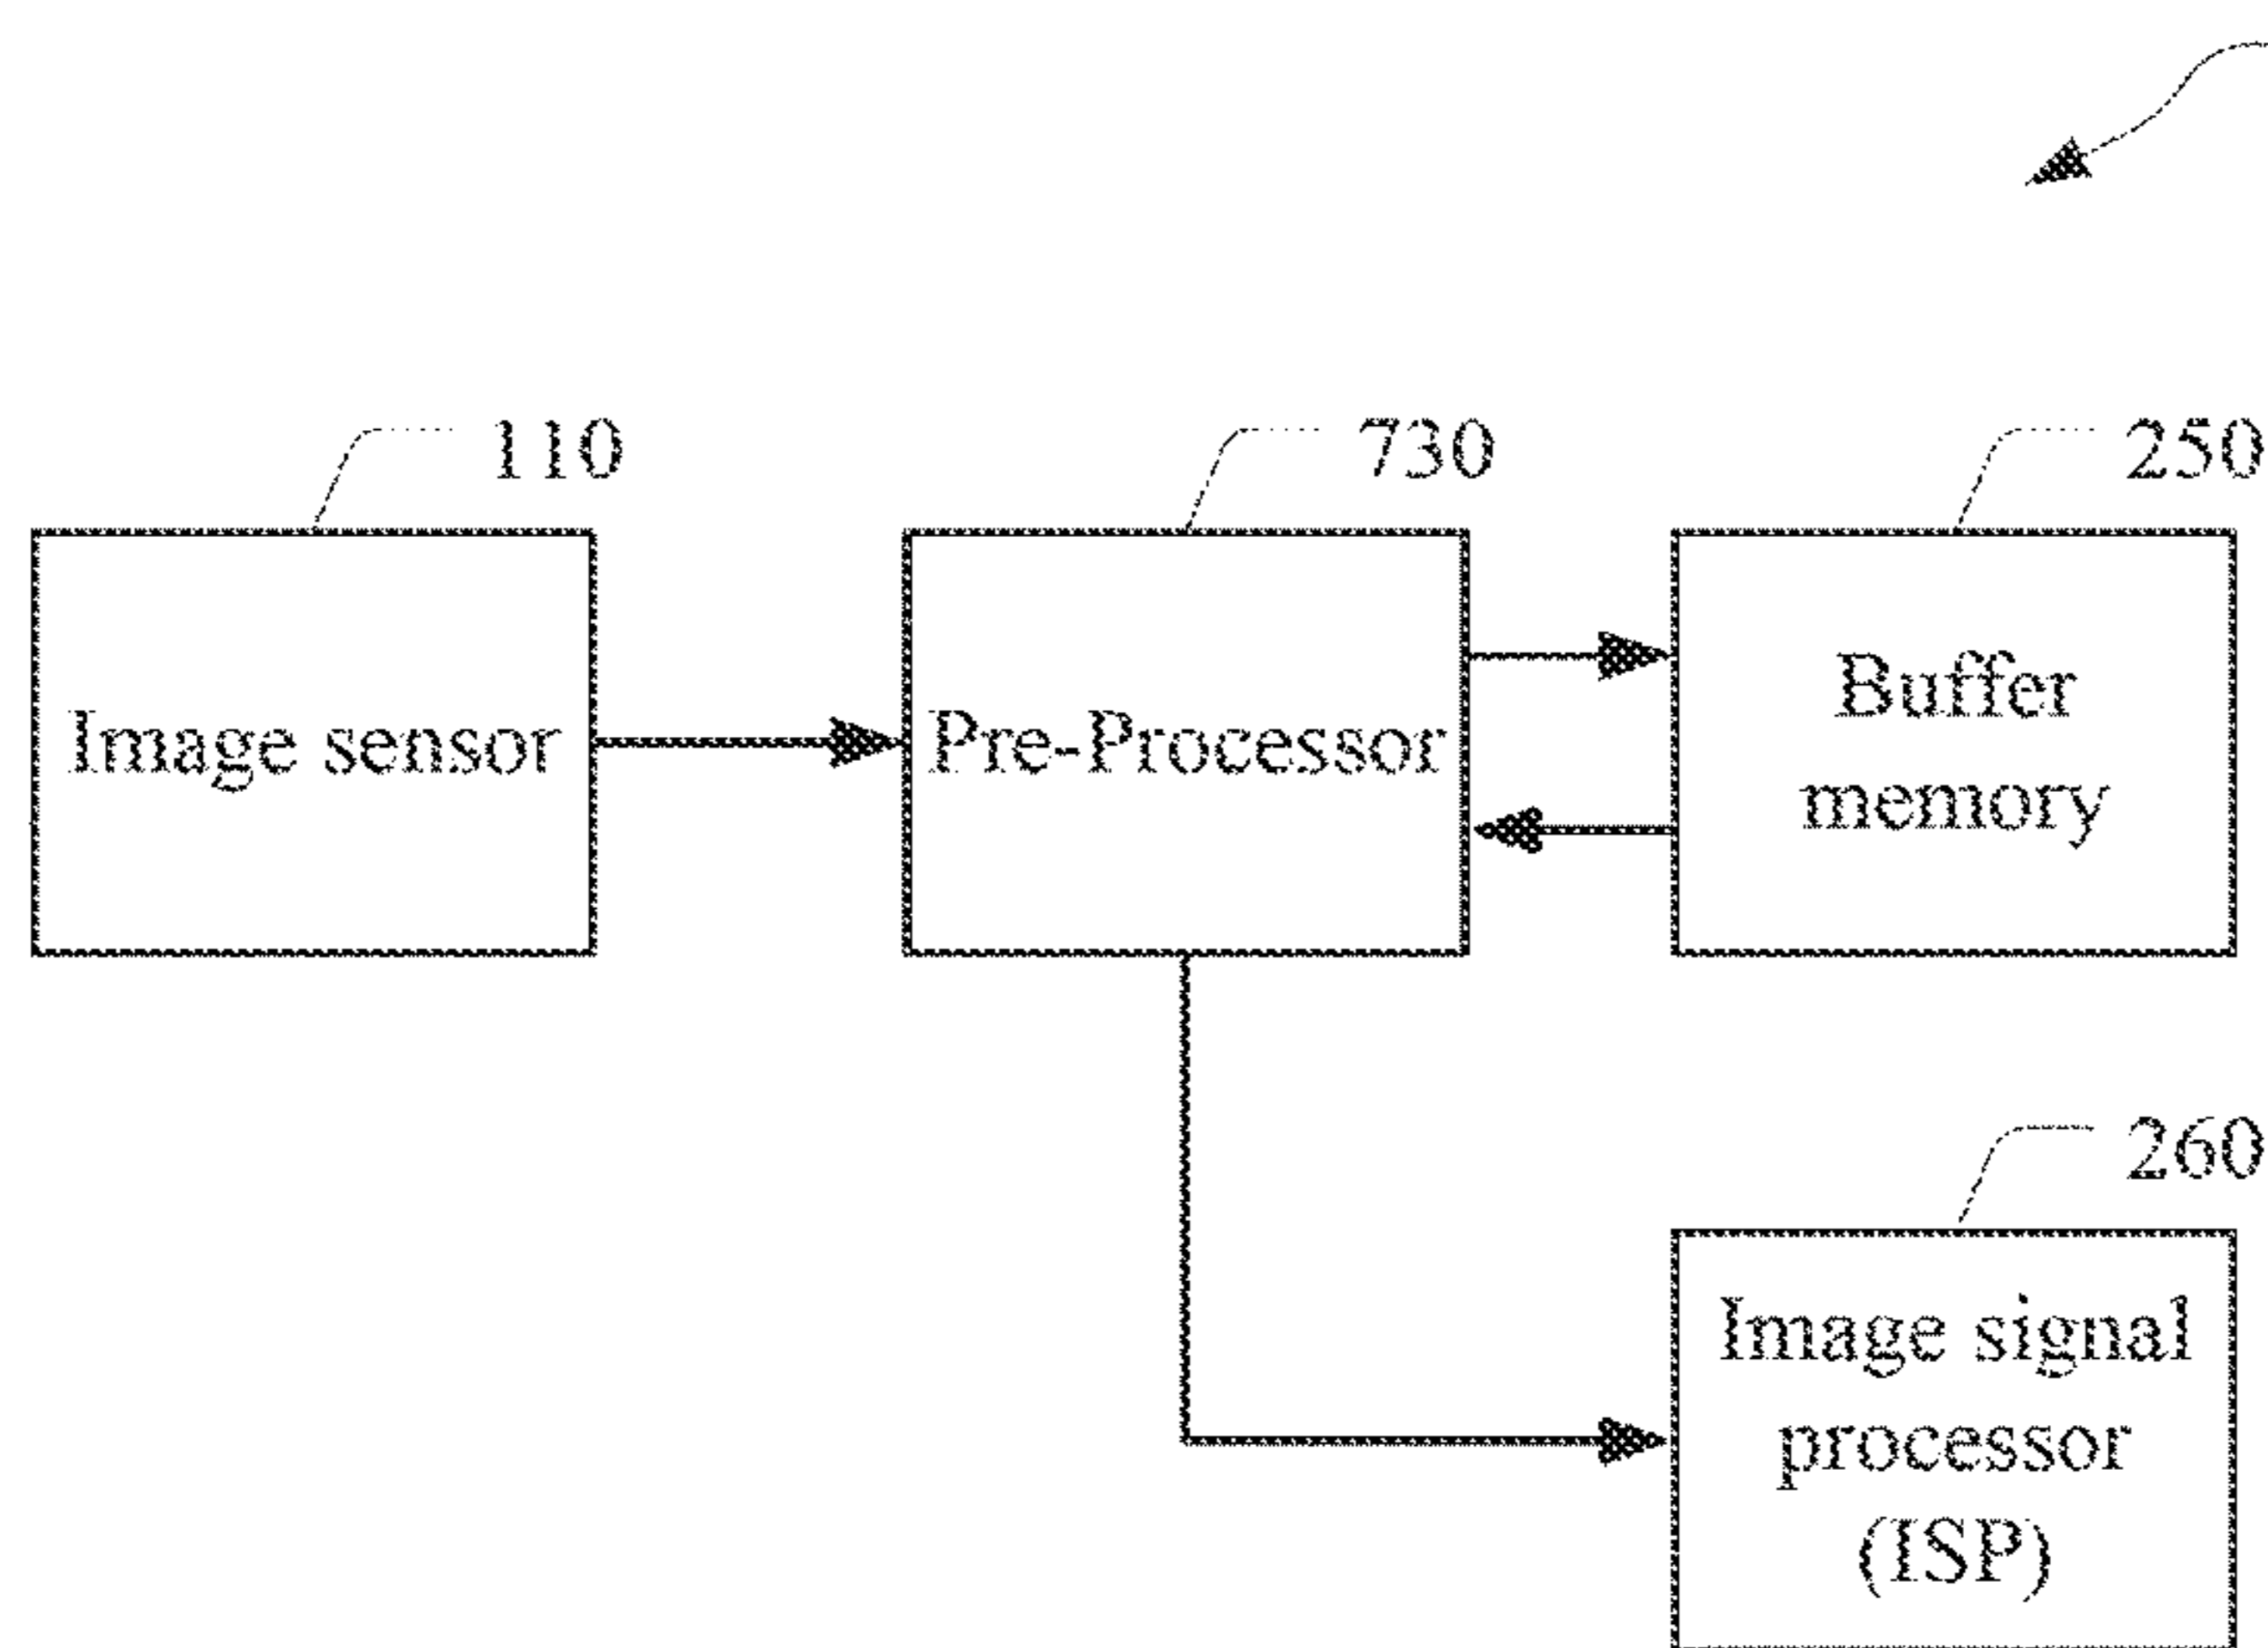 110
730
250
Image sensor
Pre-Processor
Buffer
memory
260
Image signal
processor
(ISP)